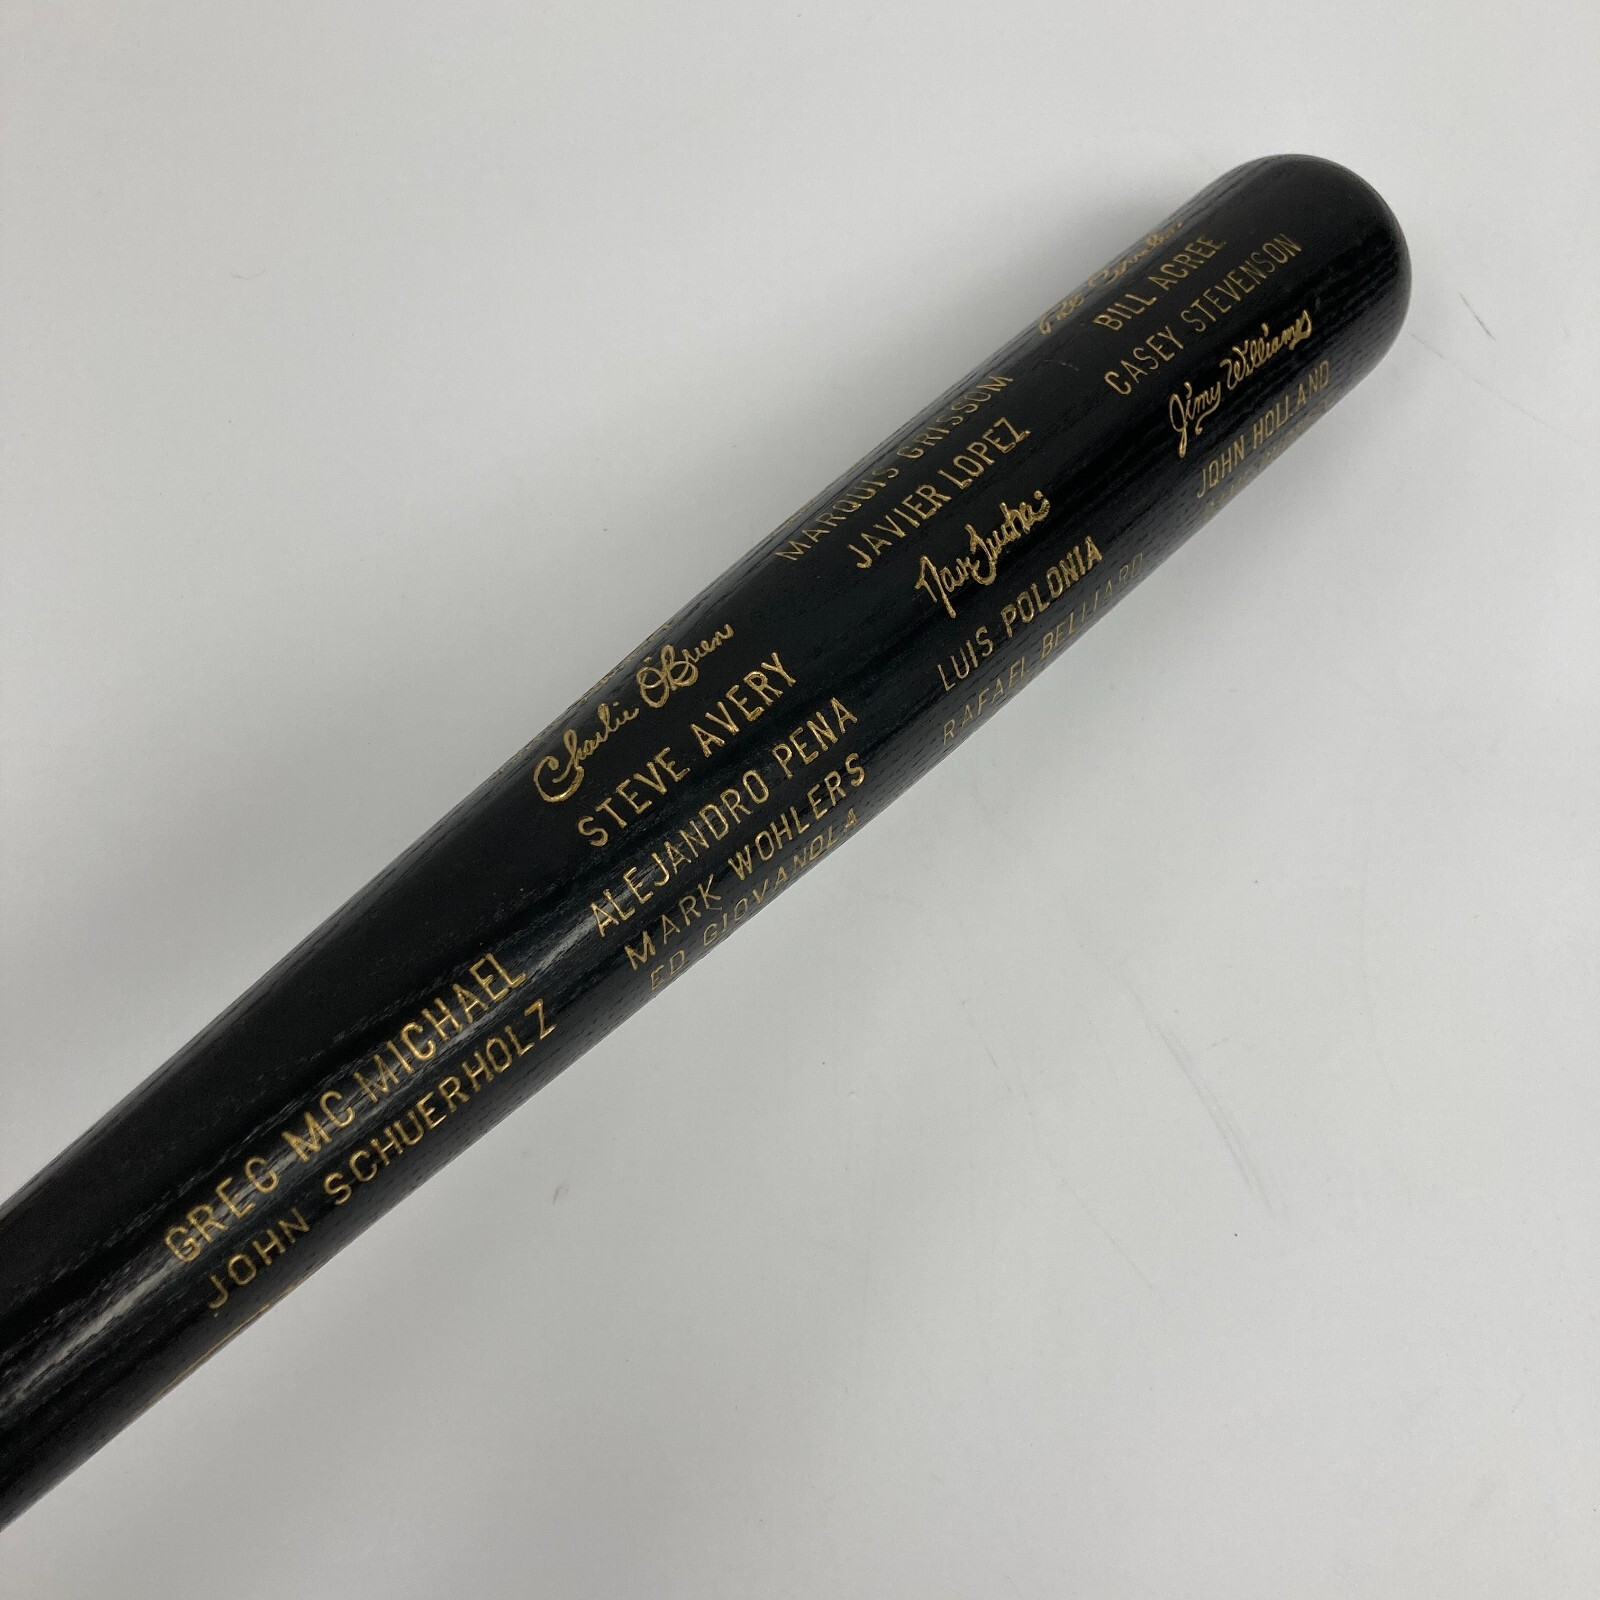 GREG MC MICHAEL
JOHN SCHUERHOLZ
Charlie O'Brien
STEVE AVERY
ALEJANDRO PENA
MARK WOHLERS
ED GIOVANOLA
MARQUIS GRISSOM
JAVIER LOPEZ
LUIS POLONIA
RAFAEL BELLIARD
BILL ACREE
CASEY STEVENSON
Jimy Williams
JOHN HOLLAND